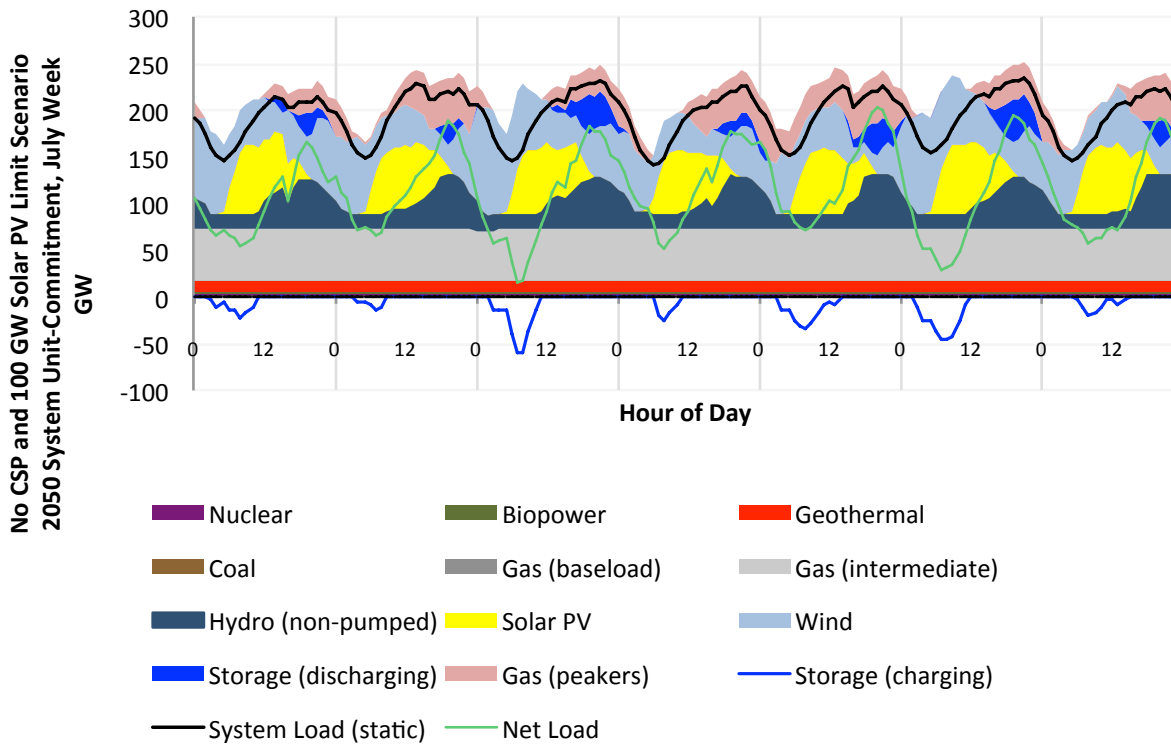 No CSP and 100 GW Solar PV Limit Scenario
2050 System Unit-Commitment, July Week
GW
300
250
200
150
100
50
0
-50
-100
0 12 0 12 0 12 0 12 0 12 0 12 0 12
Hour of Day
Nuclear Biopower Geothermal
Coal Gas (baseload) Gas (intermediate)
Hydro (non-pumped) Solar PV Wind
Storage (discharging) Gas (peakers) Storage (charging)
System Load (static) Net Load